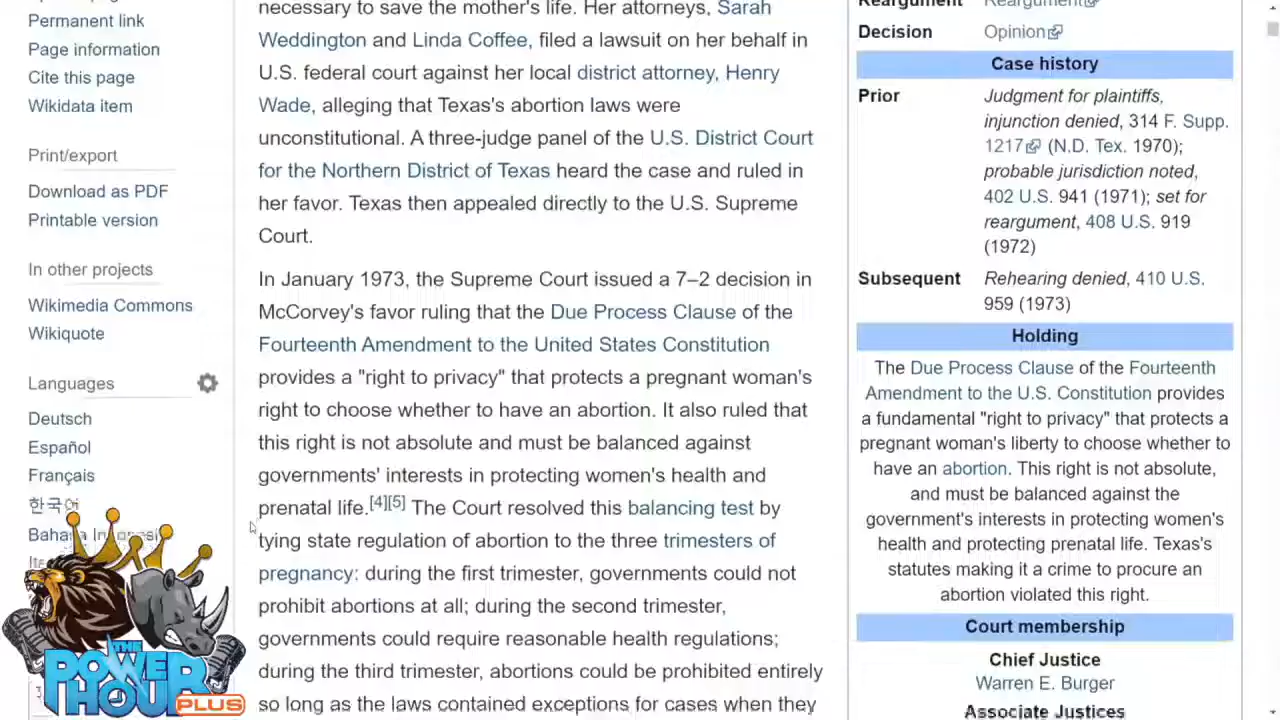 Permanent link
Page information
Cite this page
Wikidata item
Print/export
Download as PDF
Printable version
In other projects
Wikimedia Commons
Wikiquote
Languages
Deutsch
Español
Français
한국어
THE
POWER
HOUR
PLUS
necessary to save the mother's life. Her attorneys, Sarah
Weddington and Linda Coffee, filed a lawsuit on her behalf in
U.S. federal court against her local district attorney, Henry
Wade, alleging that Texas's abortion laws were
unconstitutional. A three-judge panel of the U.S. District Court
for the Northern District of Texas heard the case and ruled in
her favor. Texas then appealed directly to the U.S. Supreme
Court.
In January 1973, the Supreme Court issued a 7–2 decision in
McCorvey's favor ruling that the Due Process Clause of the
Fourteenth Amendment to the United States Constitution
provides a "right to privacy" that protects a pregnant woman's
right to choose whether to have an abortion. It also ruled that
this right is not absolute and must be balanced against
governments' interests in protecting women's health and
prenatal life.[4][5] The Court resolved this balancing test by
tying state regulation of abortion to the three trimesters of
pregnancy: during the first trimester, governments could not
prohibit abortions at all; during the second trimester,
governments could require reasonable health regulations;
during the third trimester, abortions could be prohibited entirely
so long as the laws contained exceptions for cases when they
Reargument Reargument
Decision Opinion
Case history
Prior Judgment for plaintiffs,
injunction denied, 314 F. Supp.
1217 (N.D. Tex. 1970);
probable jurisdiction noted,
402 U.S. 941 (1971); set for
reargument, 408 U.S. 919
(1972)
Subsequent Rehearing denied, 410 U.S.
959 (1973)
Holding
The Due Process Clause of the Fourteenth
Amendment to the U.S. Constitution provides
a fundamental "right to privacy" that protects a
pregnant woman's liberty to choose whether to
have an abortion. This right is not absolute,
and must be balanced against the
government's interests in protecting women's
health and protecting prenatal life. Texas's
statutes making it a crime to procure an
abortion violated this right.
Court membership
Chief Justice
Warren E. Burger
Associate Justices